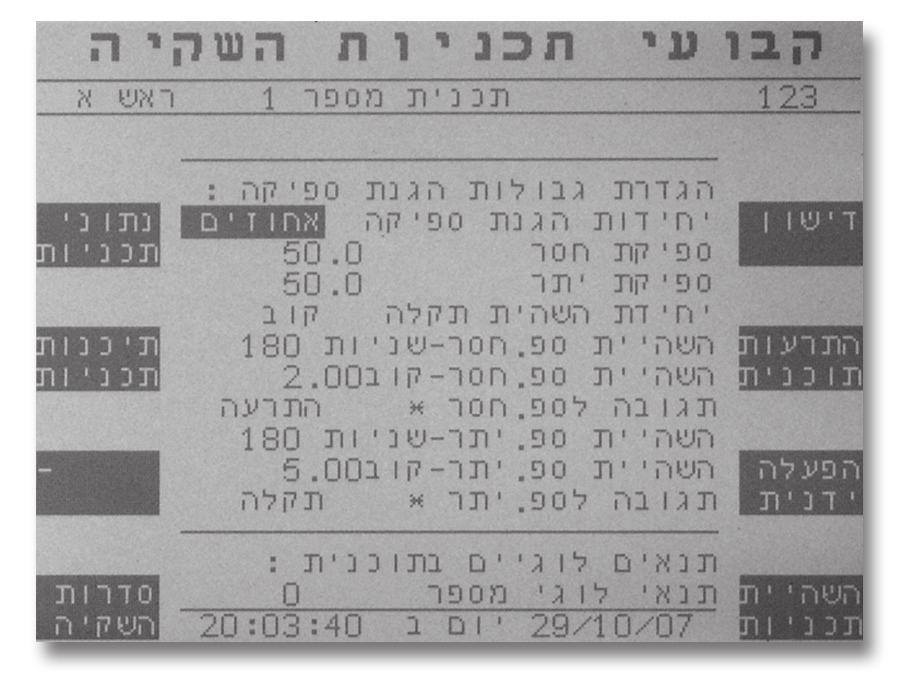 קבועי תכניות השקיה
123 תכנית מספר 1 ראש א
הגדרת גבולות הגנת ספיקה :
יחידות הגנת ספיקה אחוזים
ספיקת חסר 50.0
ספיקת יתר 50.0
יחידת השהית תקלה קוב
השהיית ספ.חסר-שניות 180
השהיית ספ.חסר-קוב2.00
תגובה לספ.חסר * התרעה
השהיית ספ.יתר-שניות 180
השהיית ספ.יתר-קוב5.00
תגובה לספ.יתר * תקלה
תנאים לוגיים בתוכנית :
תנאי לוגי מספר 0
29/10/07 יום ב 20:03:40
דישון
התרעות
תוכנית
הפעלה
ידנית
השהיית
תכניות
נתוני
תכניות
תיכנות
תכניות
-
סדרות
השקיה